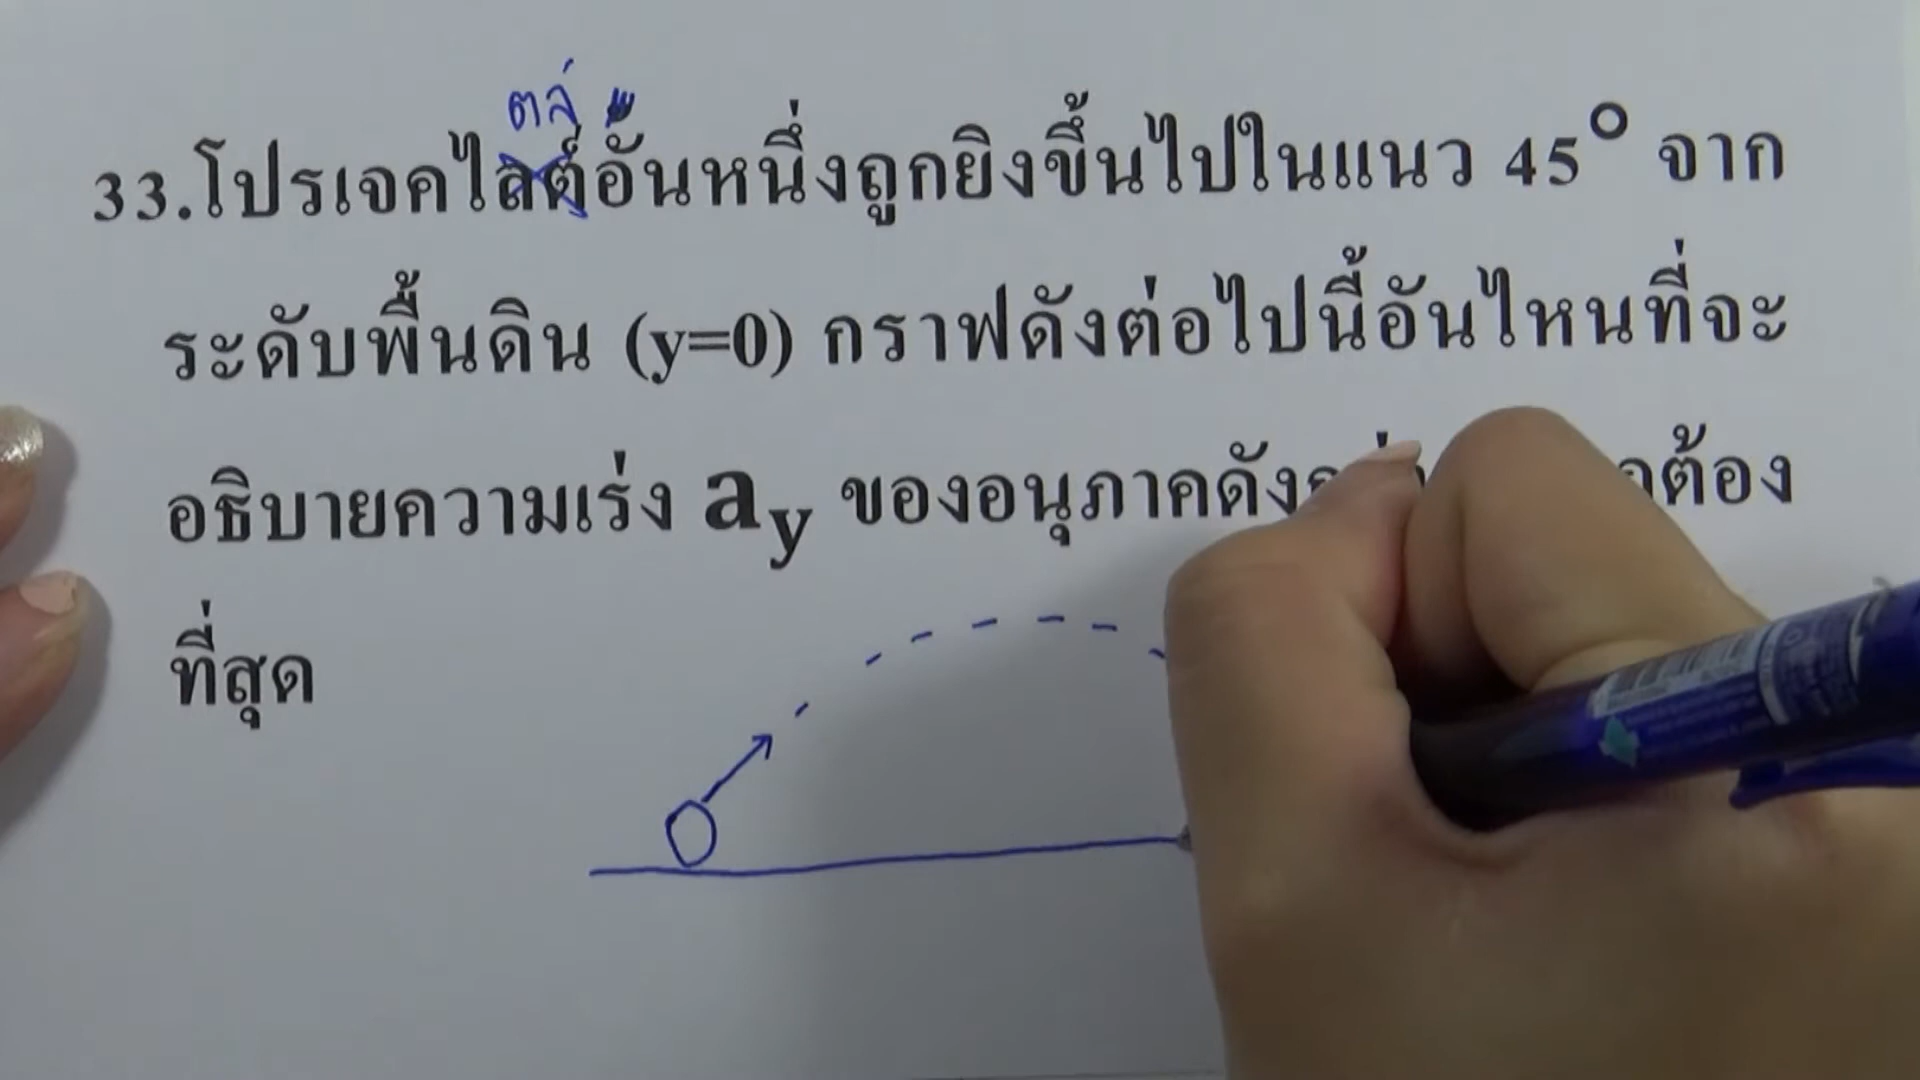 ตล์
33.โปรเจคไลต์อันหนึ่งถูกยิงขึ้นไปในแนว 45° จาก
ระดับพื้นดิน (y=0) กราฟดังต่อไปนี้อันไหนที่จะ
อธิบายความเร่ง ay ของอนุภาคดัง
ที่สุด